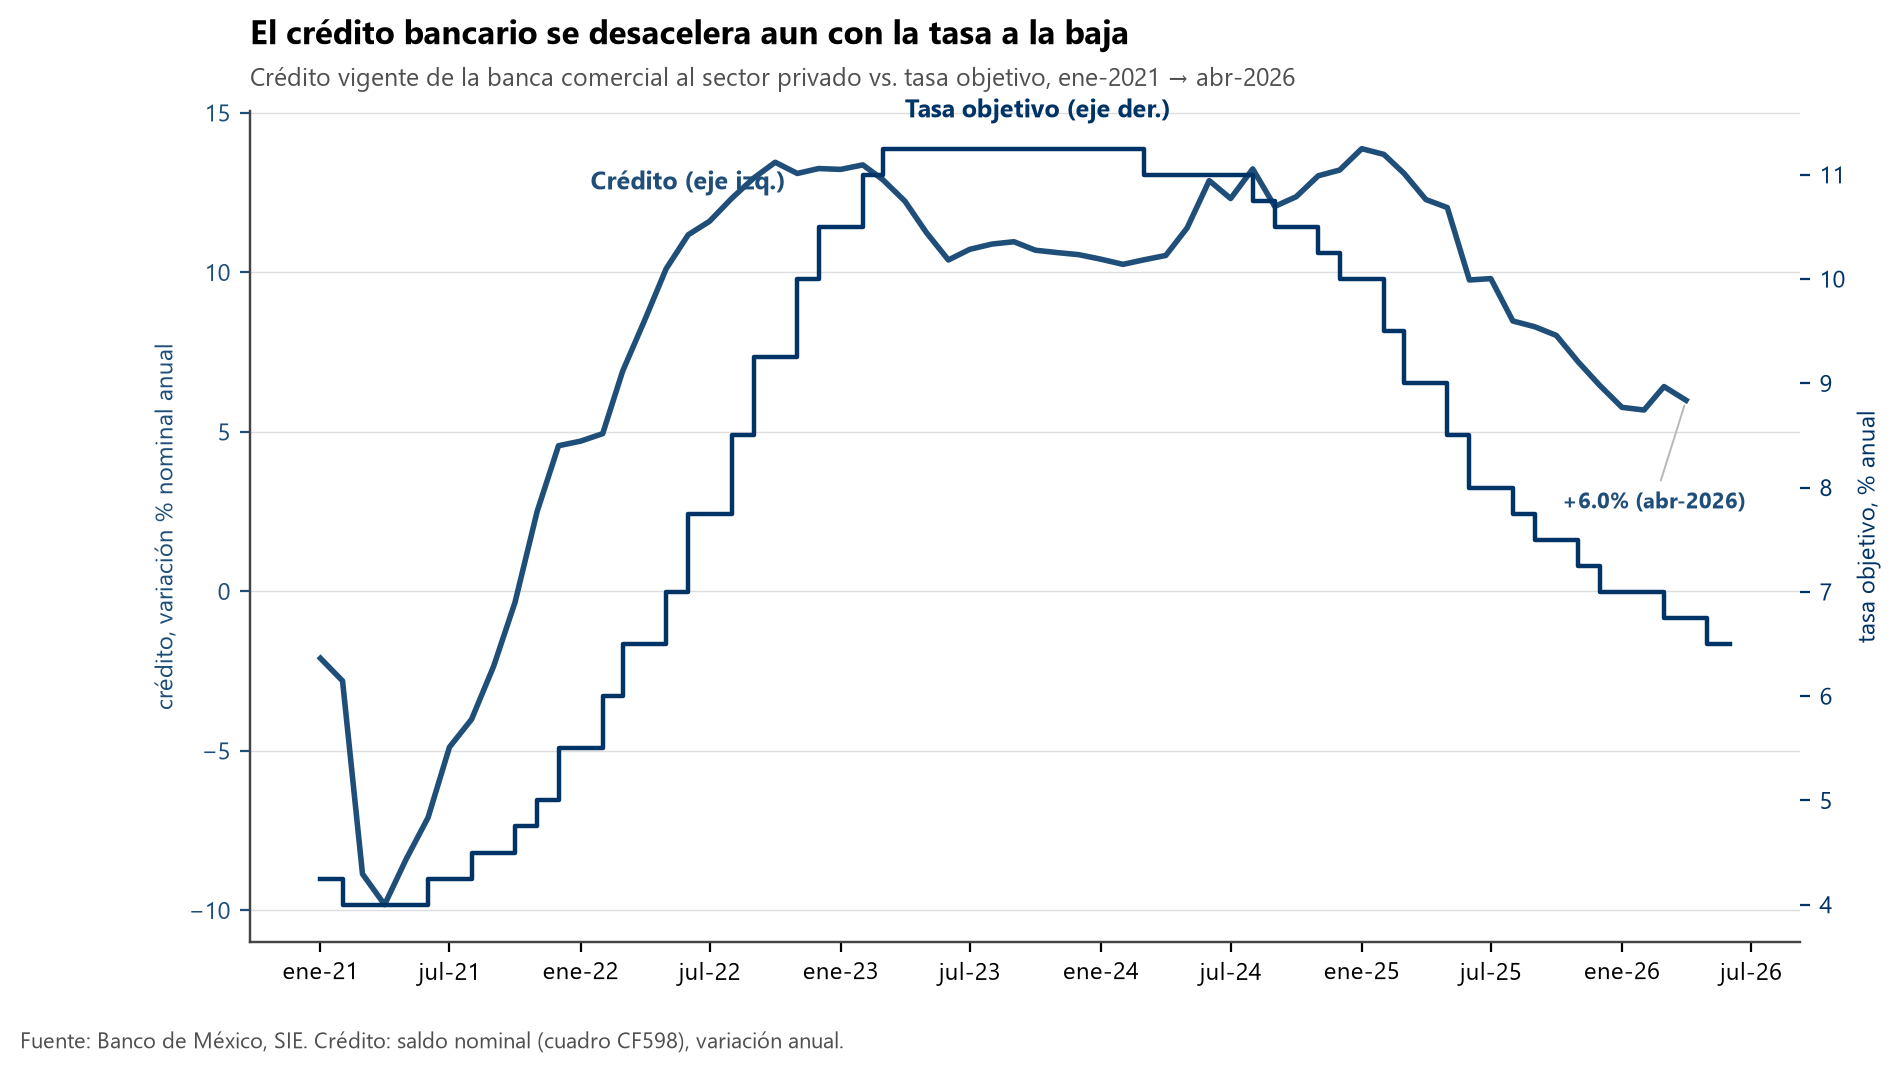 El crédito bancario se desacelera aun con la tasa a la baja
Crédito vigente de la banca comercial al sector privado vs. tasa objetivo, ene-2021 → abr-2026
Tasa objetivo (eje der.)
Crédito (eje izq.)
+6.0% (abr-2026)
crédito, variación % nominal anual
15
10
5
0
−5
−10
tasa objetivo, % anual
11
10
9
8
7
6
5
4
ene-21 jul-21 ene-22 jul-22 ene-23 jul-23 ene-24 jul-24 ene-25 jul-25 ene-26 jul-26
Fuente: Banco de México, SIE. Crédito: saldo nominal (cuadro CF598), variación anual.